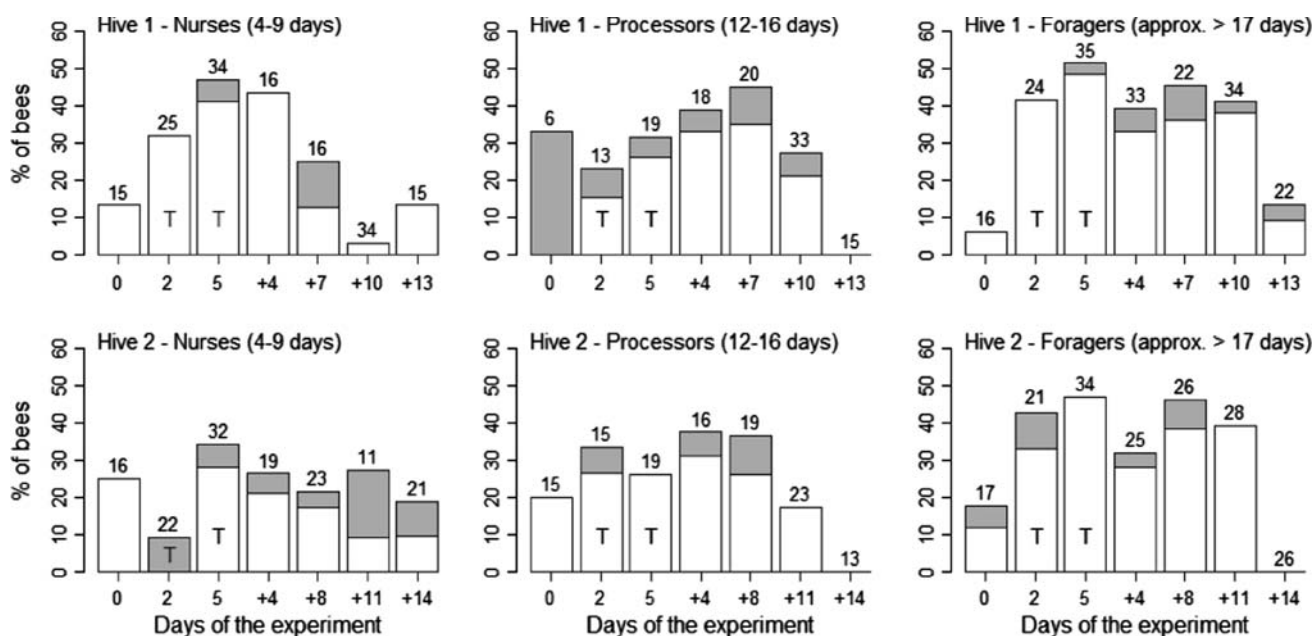 Hive 1 - Nurses (4-9 days)
% of bees
60
50
40
30
20
10
0
15
25
34
16
16
34
15
T
T
0 2 5 +4 +7 +10 +13
Hive 1 - Processors (12-16 days)
60
50
40
30
20
10
0
6
13
19
18
20
33
15
T
T
0 2 5 +4 +7 +10 +13
Hive 1 - Foragers (approx. > 17 days)
60
50
40
30
20
10
0
16
24
35
33
22
34
22
T
T
0 2 5 +4 +7 +10 +13
Hive 2 - Nurses (4-9 days)
% of bees
60
50
40
30
20
10
0
16
22
32
19
23
11
21
T
T
0 2 5 +4 +8 +11 +14
Days of the experiment
Hive 2 - Processors (12-16 days)
60
50
40
30
20
10
0
15
15
19
16
19
23
13
T
T
0 2 5 +4 +8 +11 +14
Days of the experiment
Hive 2 - Foragers (approx. > 17 days)
60
50
40
30
20
10
0
17
21
34
25
26
28
26
T
T
0 2 5 +4 +8 +11 +14
Days of the experiment